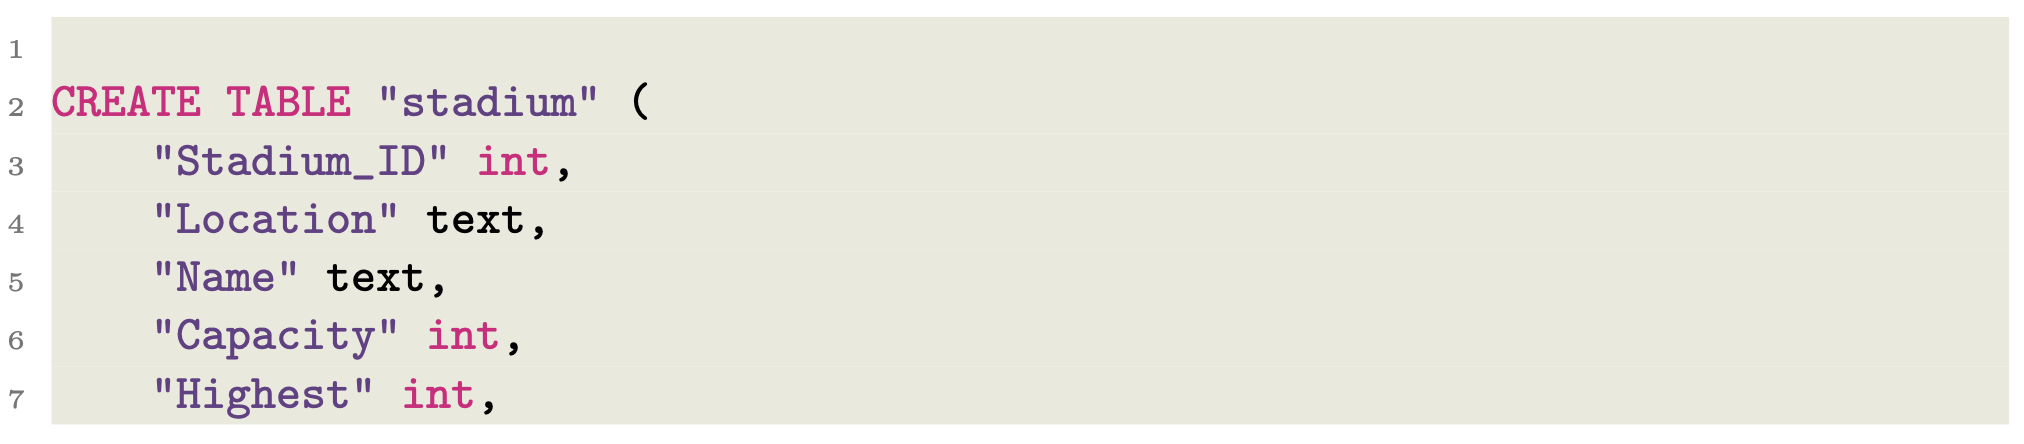 1
2 CREATE TABLE "stadium" (
3     "Stadium_ID" int,
4     "Location" text,
5     "Name" text,
6     "Capacity" int,
7     "Highest" int,